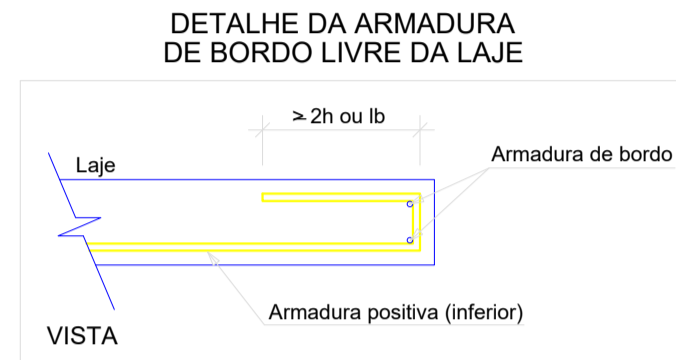 DETALHE DA ARMADURA
DE BORDO LIVRE DA LAJE
≥ 2h ou lb
Armadura de bordo
Laje
Armadura positiva (inferior)
VISTA